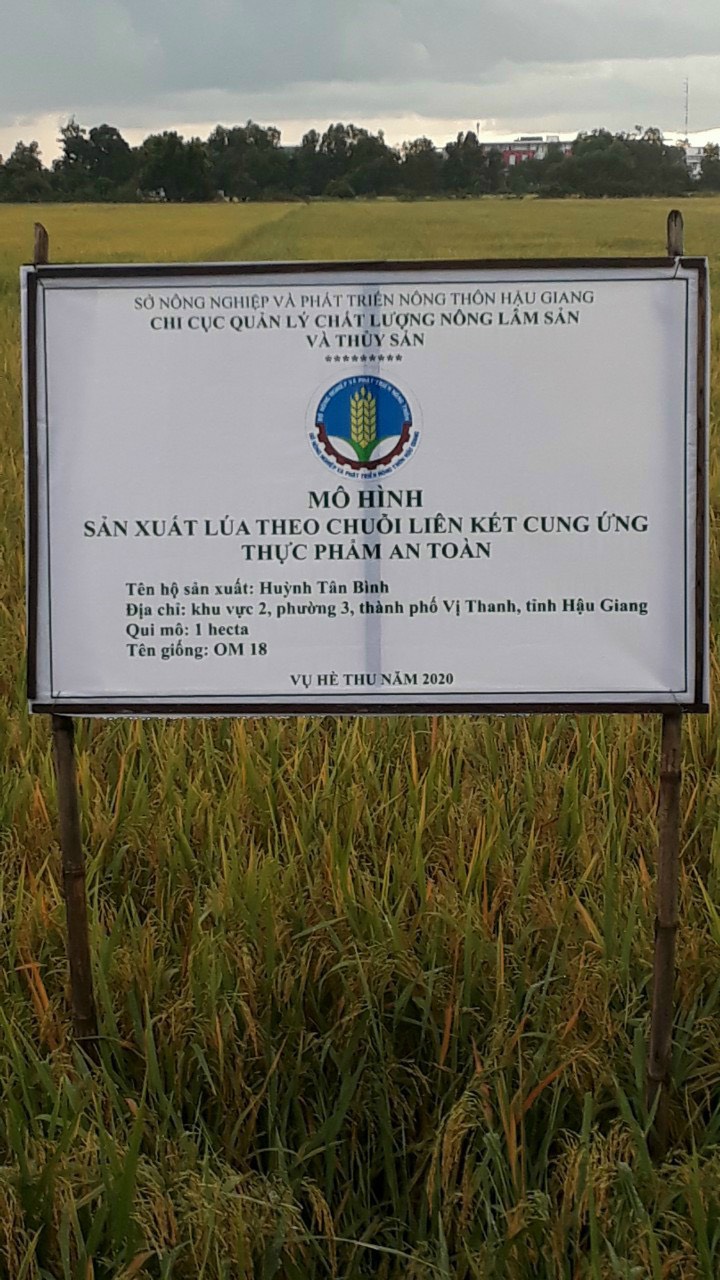 SỞ NÔNG NGHIỆP VÀ PHÁT TRIỂN NÔNG THÔN HẬU GIANG
CHI CỤC QUẢN LÝ CHẤT LƯỢNG NÔNG LÂM SẢN
VÀ THỦY SẢN
*********
MÔ HÌNH
SẢN XUẤT LÚA THEO CHUỖI LIÊN KẾT CUNG ỨNG
THỰC PHẨM AN TOÀN
Tên hộ sản xuất: Huỳnh Tân Bình
Địa chỉ: khu vực 2, phường 3, thành phố Vị Thanh, tỉnh Hậu Giang
Qui mô: 1 hecta
Tên giống: OM 18
VỤ HÈ THU NĂM 2020